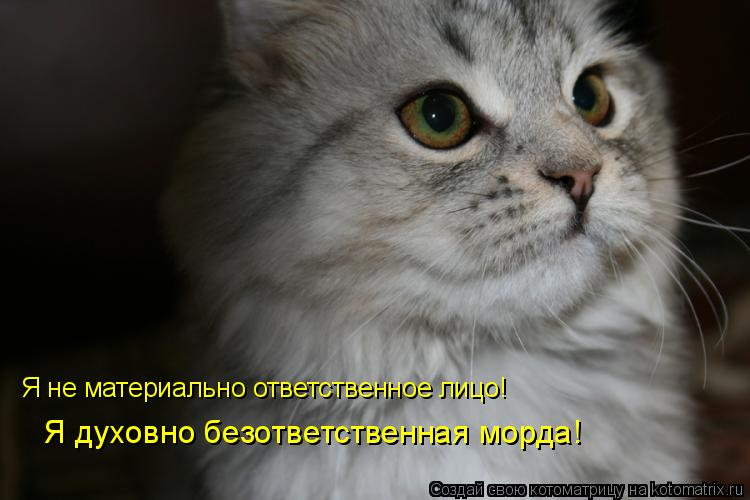 Я не материально ответственное лицо!
Я духовно безответственная морда!
Создай свою котоматрицу на kotomatrix.ru